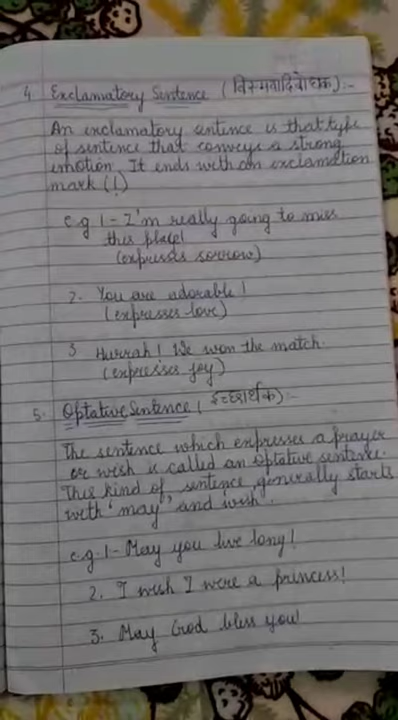 4. Exclamatory Sentence (विस्मयादिबोधक):-
An exclamatory sentence is that type
of sentence that conveys a strong
emotion. It ends with an exclamation
mark (!)
e.g 1- I'm really going to miss
this place!
(expresses sorrow)
2. You are adorable!
(expresses love)
3 Hurrah! We won the match.
(expresses joy)
5. Optative Sentence (इच्छार्थक):-
The sentence which expresses a prayer
or wish is called an optative sentence.
This kind of sentence generally starts
with 'may' and wish.
e.g. 1- May you live long!
2. I wish I were a princess!
3. May God bless you!